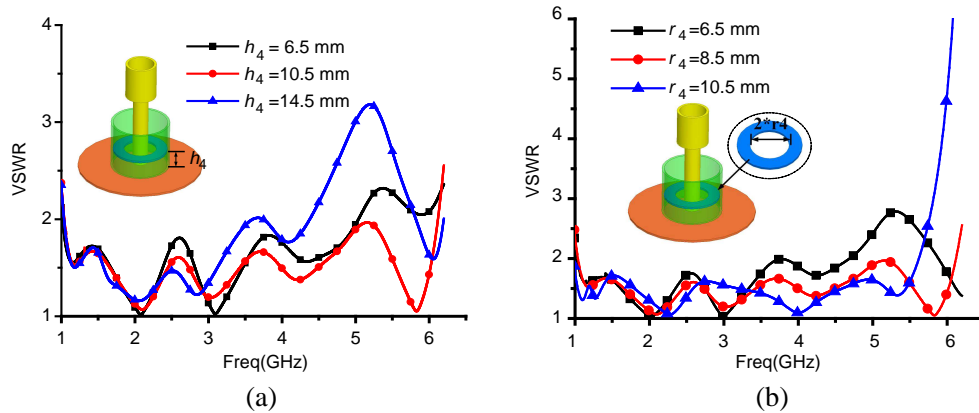 4
3
2
1
VSWR
h4 = 6.5 mm
h4 = 10.5 mm
h4 = 14.5 mm
h4
1 2 3 4 5 6
Freq(GHz)
(a)
6
5
4
3
2
1
VSWR
r4=6.5 mm
r4=8.5 mm
r4=10.5 mm
2*r4
1 2 3 4 5 6
Freq(GHz)
(b)